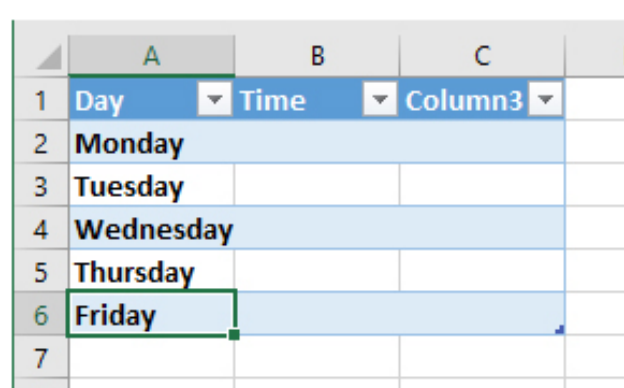 A B C
1 Day Time Column3
2 Monday
3 Tuesday
4 Wednesday
5 Thursday
6 Friday
7